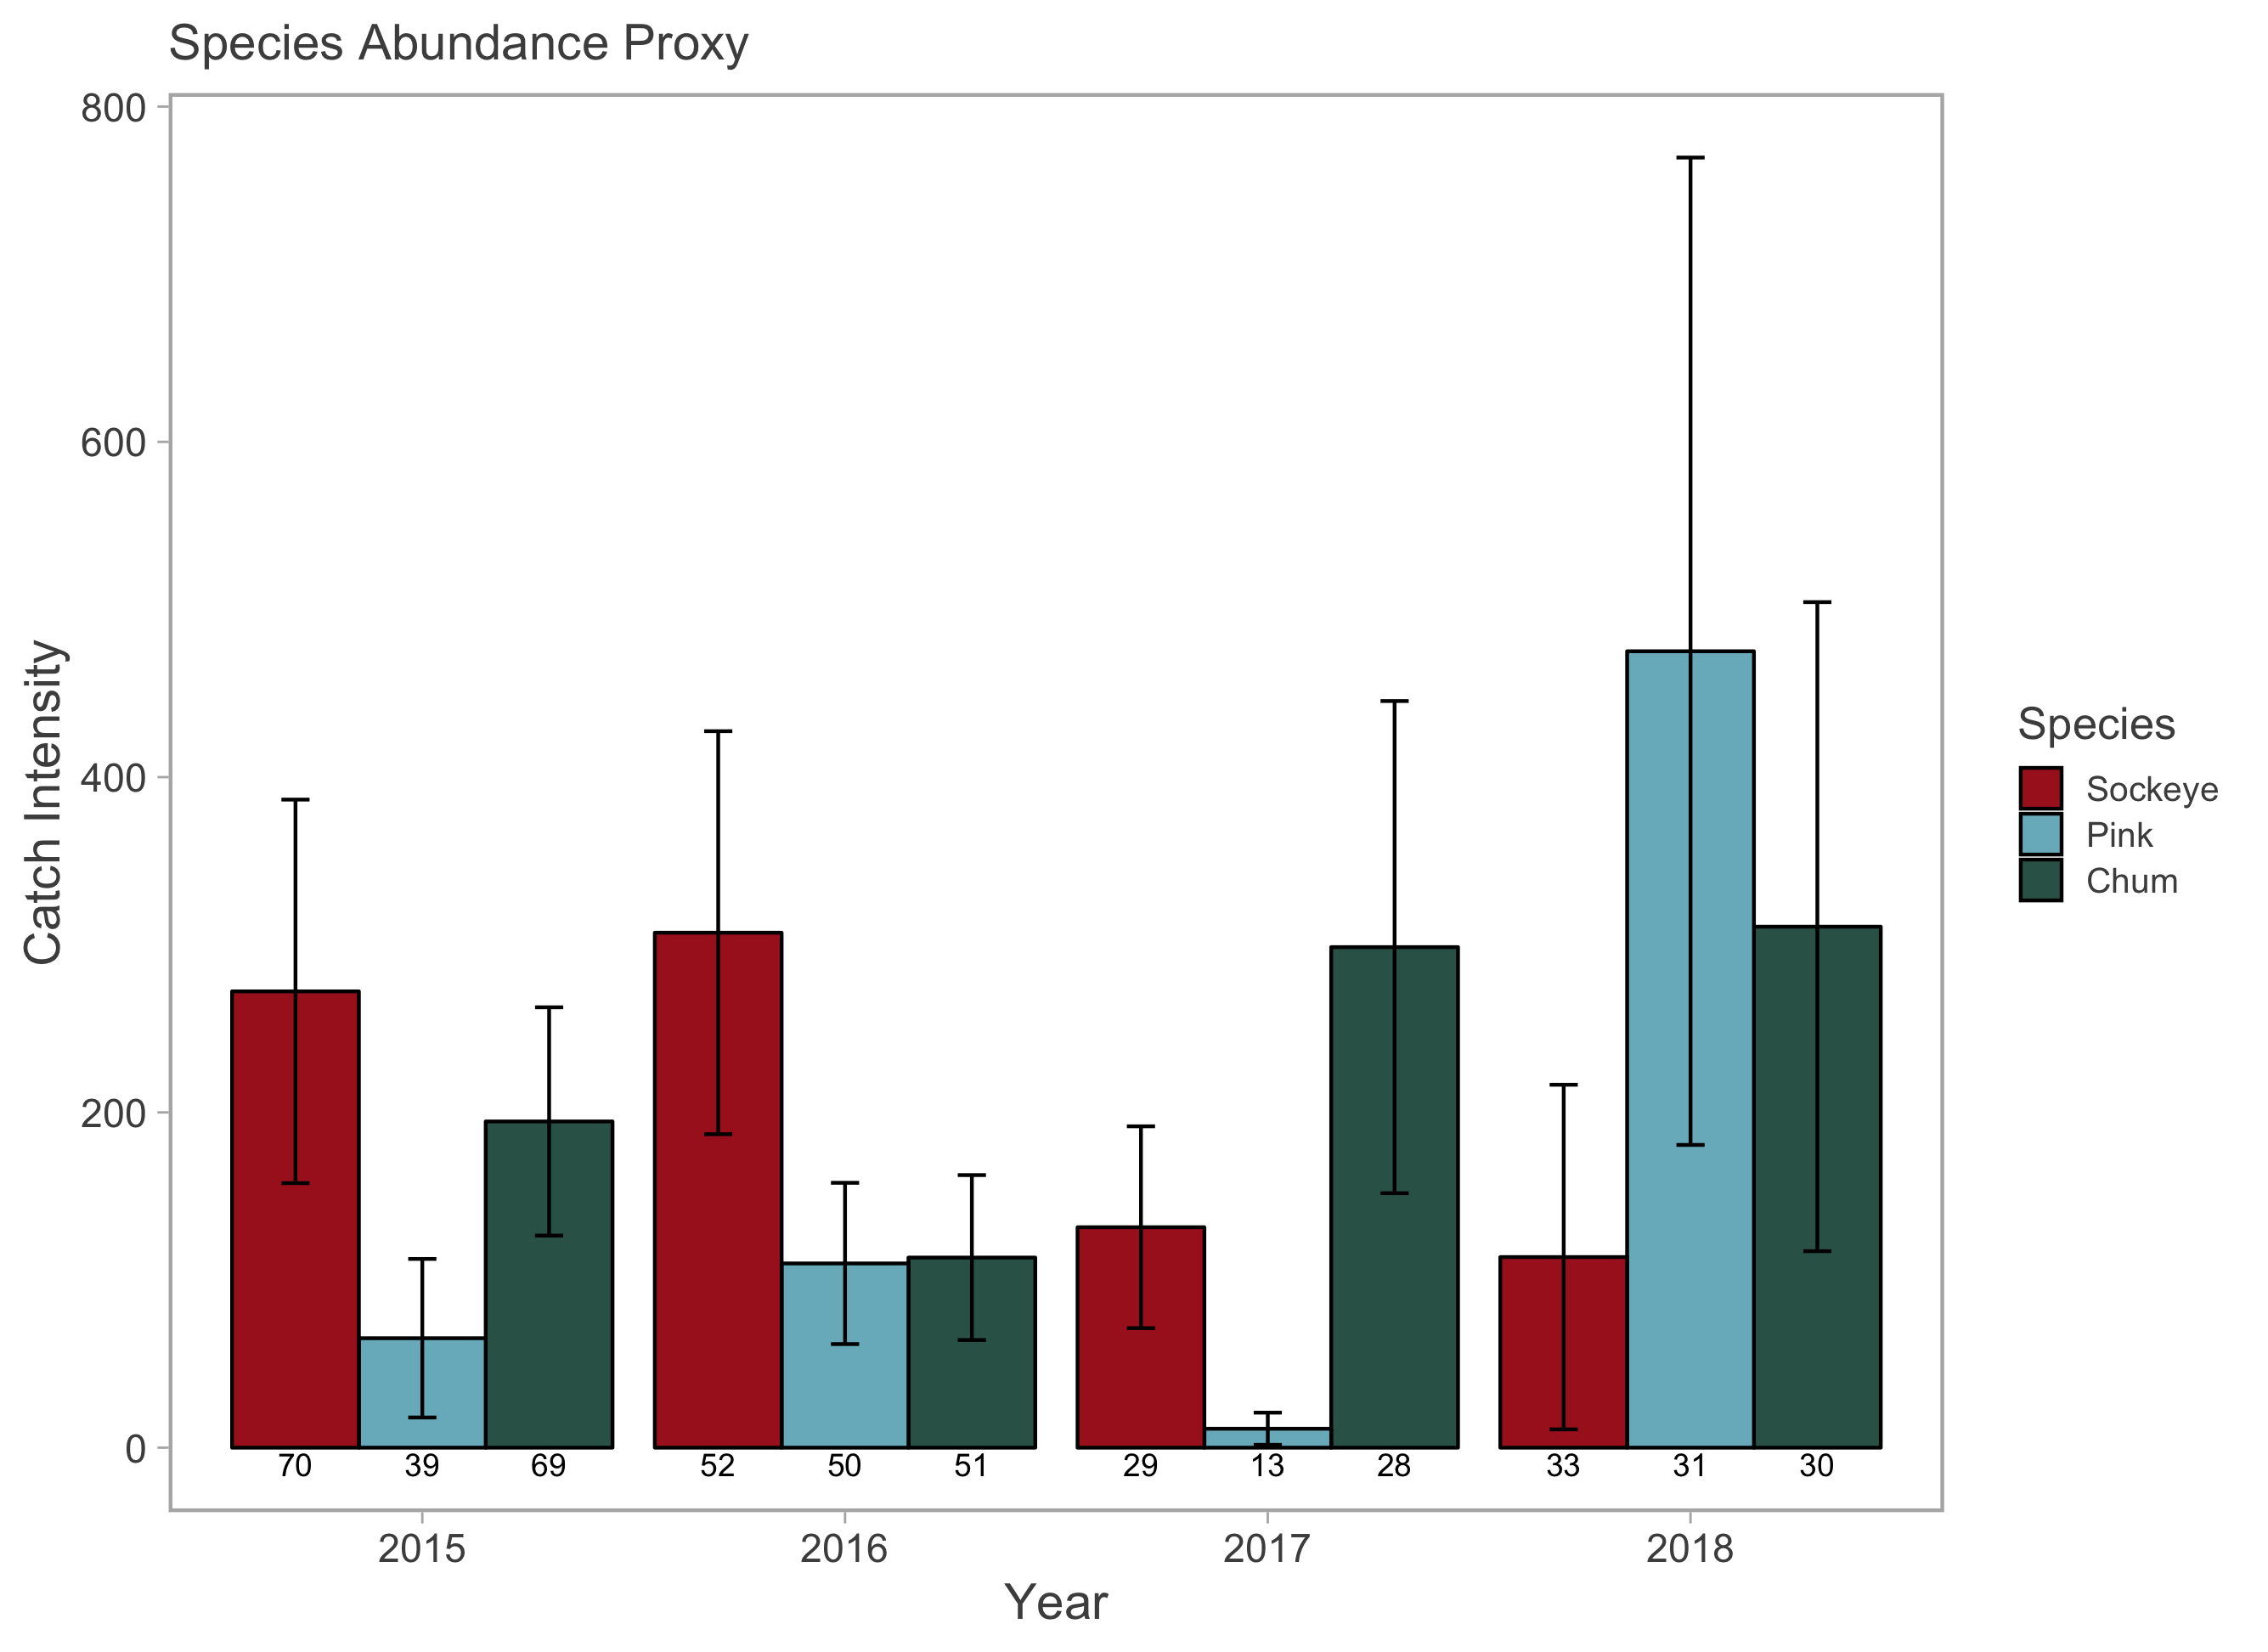 Species Abundance Proxy
800
600
400
200
0
Catch Intensity
70 39 69 52 50 51 29 13 28 33 31 30
2015 2016 2017 2018
Year
Species
Sockeye
Pink
Chum